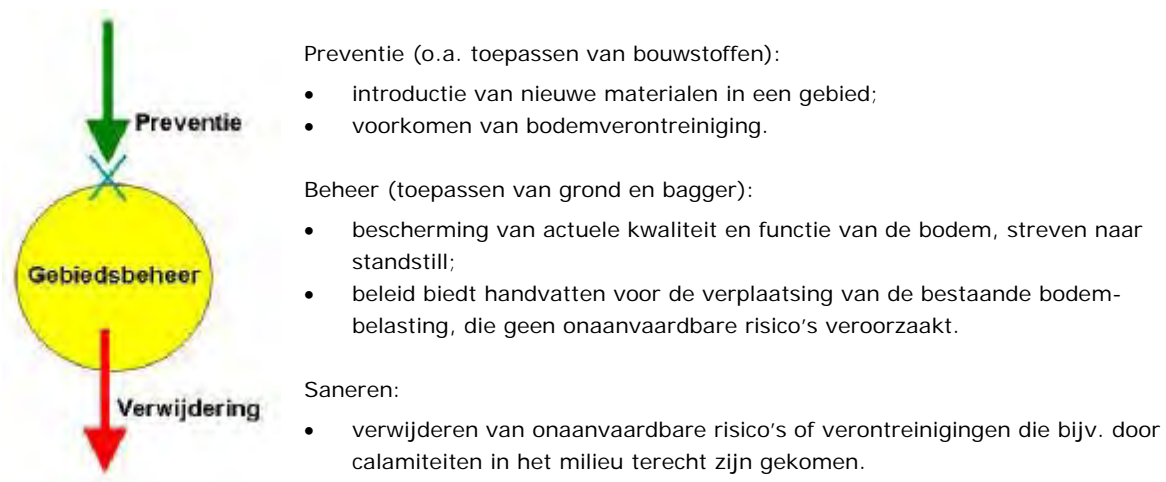 Preventie
Gebiedsbeheer
Verwijdering
Preventie (o.a. toepassen van bouwstoffen):
• introductie van nieuwe materialen in een gebied;
• voorkomen van bodemverontreiniging.
Beheer (toepassen van grond en bagger):
• bescherming van actuele kwaliteit en functie van de bodem, streven naar
standstill;
• beleid biedt handvatten voor de verplaatsing van de bestaande bodem-
belasting, die geen onaanvaardbare risico's veroorzaakt.
Saneren:
• verwijderen van onaanvaardbare risico's of verontreinigingen die bijv. door
calamiteiten in het milieu terecht zijn gekomen.